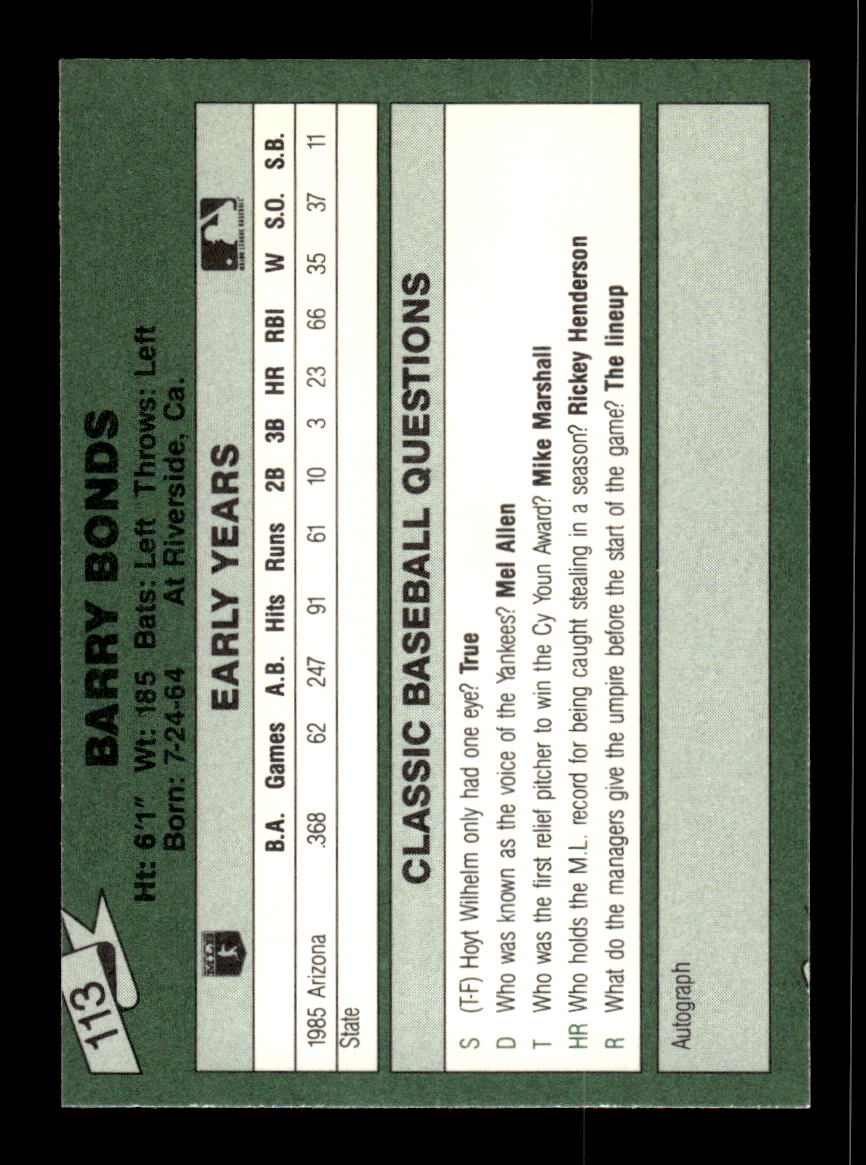 113
BARRY BONDS
Ht: 6'1" Wt: 185 Bats: Left Throws: Left
Born: 7-24-64 At Riverside, Ca.
MLB
EARLY YEARS
MAJOR LEAGUE BASEBALL
B.A. Games A.B. Hits Runs 2B 3B HR RBI W S.O. S.B.
1985 Arizona .368 62 247 91 61 10 3 23 66 35 37 11
State
CLASSIC BASEBALL QUESTIONS
S (T-F) Hoyt Wilhelm only had one eye? True
D Who was known as the voice of the Yankees? Mel Allen
T Who was the first relief pitcher to win the Cy Youn Award? Mike Marshall
HR Who holds the M.L. record for being caught stealing in a season? Rickey Henderson
R What do the managers give the umpire before the start of the game? The lineup
Autograph